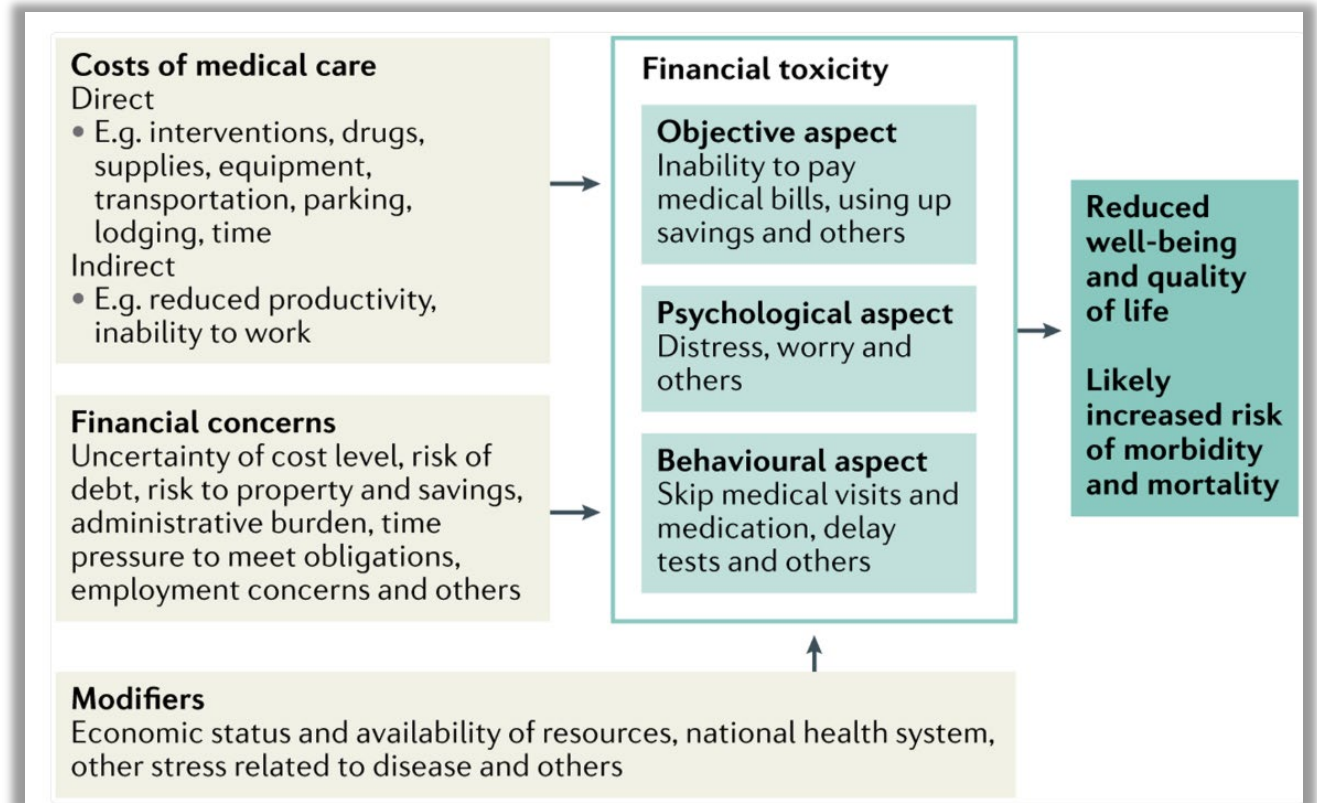 Costs of medical care
Direct
• E.g. interventions, drugs,
supplies, equipment,
transportation, parking,
lodging, time
Indirect
• E.g. reduced productivity,
inability to work
Financial concerns
Uncertainty of cost level, risk of
debt, risk to property and savings,
administrative burden, time
pressure to meet obligations,
employment concerns and others
Modifiers
Economic status and availability of resources, national health system,
other stress related to disease and others
Financial toxicity
Objective aspect
Inability to pay
medical bills, using up
savings and others
Psychological aspect
Distress, worry and
others
Behavioural aspect
Skip medical visits and
medication, delay
tests and others
Reduced
well-being
and quality
of life
Likely
increased risk
of morbidity
and mortality